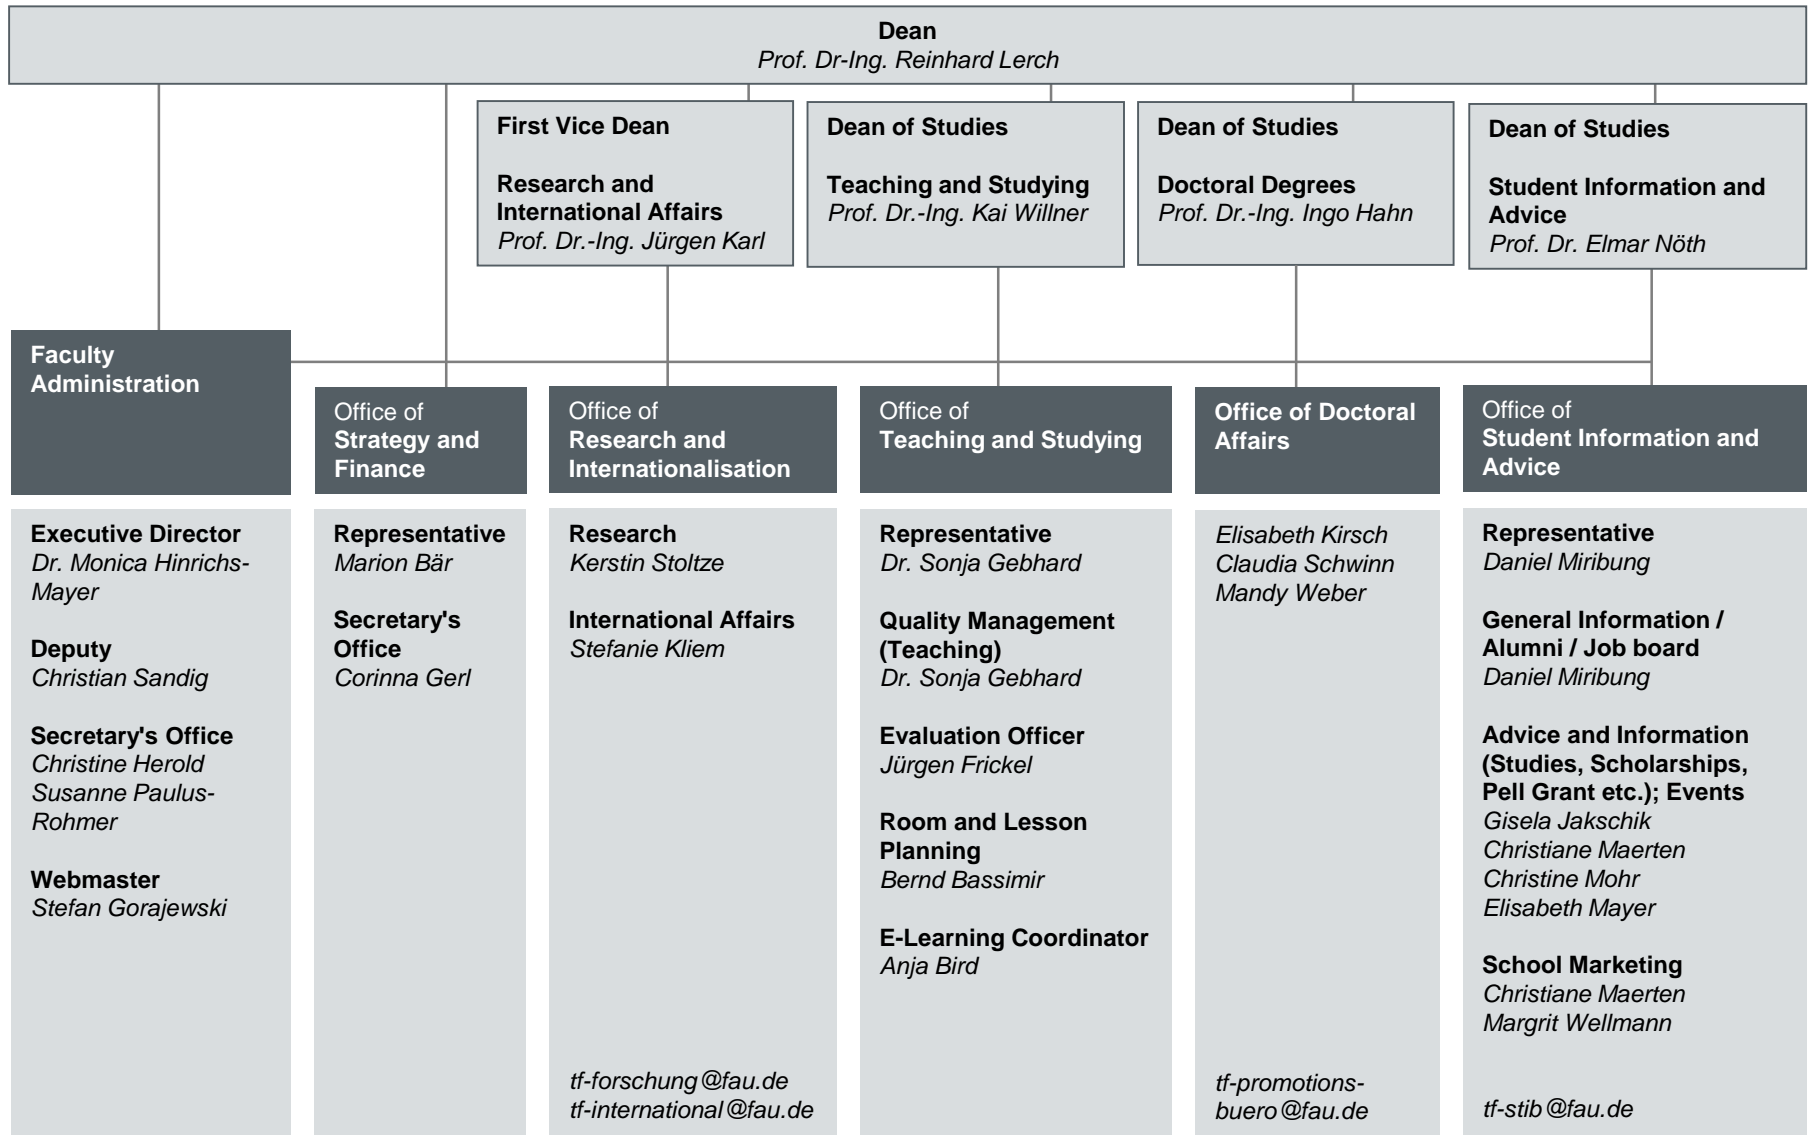 Dean
Prof. Dr-Ing. Reinhard Lerch
First Vice Dean
Research and
International Affairs
Prof. Dr.-Ing. Jürgen Karl
Dean of Studies
Teaching and Studying
Prof. Dr.-Ing. Kai Willner
Dean of Studies
Doctoral Degrees
Prof. Dr.-Ing. Ingo Hahn
Dean of Studies
Student Information and
Advice
Prof. Dr. Elmar Nöth
Faculty
Administration
Executive Director
Dr. Monica Hinrichs-
Mayer
Deputy
Christian Sandig
Secretary's Office
Christine Herold
Susanne Paulus-
Rohmer
Webmaster
Stefan Gorajewski
Office of
Strategy and
Finance
Representative
Marion Bär
Secretary's
Office
Corinna Gerl
Office of
Research and
Internationalisation
Research
Kerstin Stoltze
International Affairs
Stefanie Kliem
tf-forschung@fau.de
tf-international@fau.de
Office of
Teaching and Studying
Representative
Dr. Sonja Gebhard
Quality Management
(Teaching)
Dr. Sonja Gebhard
Evaluation Officer
Jürgen Frickel
Room and Lesson
Planning
Bernd Bassimir
E-Learning Coordinator
Anja Bird
Office of Doctoral
Affairs
Elisabeth Kirsch
Claudia Schwinn
Mandy Weber
tf-promotions-
buero@fau.de
Office of
Student Information and
Advice
Representative
Daniel Miribung
General Information /
Alumni / Job board
Daniel Miribung
Advice and Information
(Studies, Scholarships,
Pell Grant etc.); Events
Gisela Jakschik
Christiane Maerten
Christine Mohr
Elisabeth Mayer
School Marketing
Christiane Maerten
Margrit Wellmann
tf-stib@fau.de